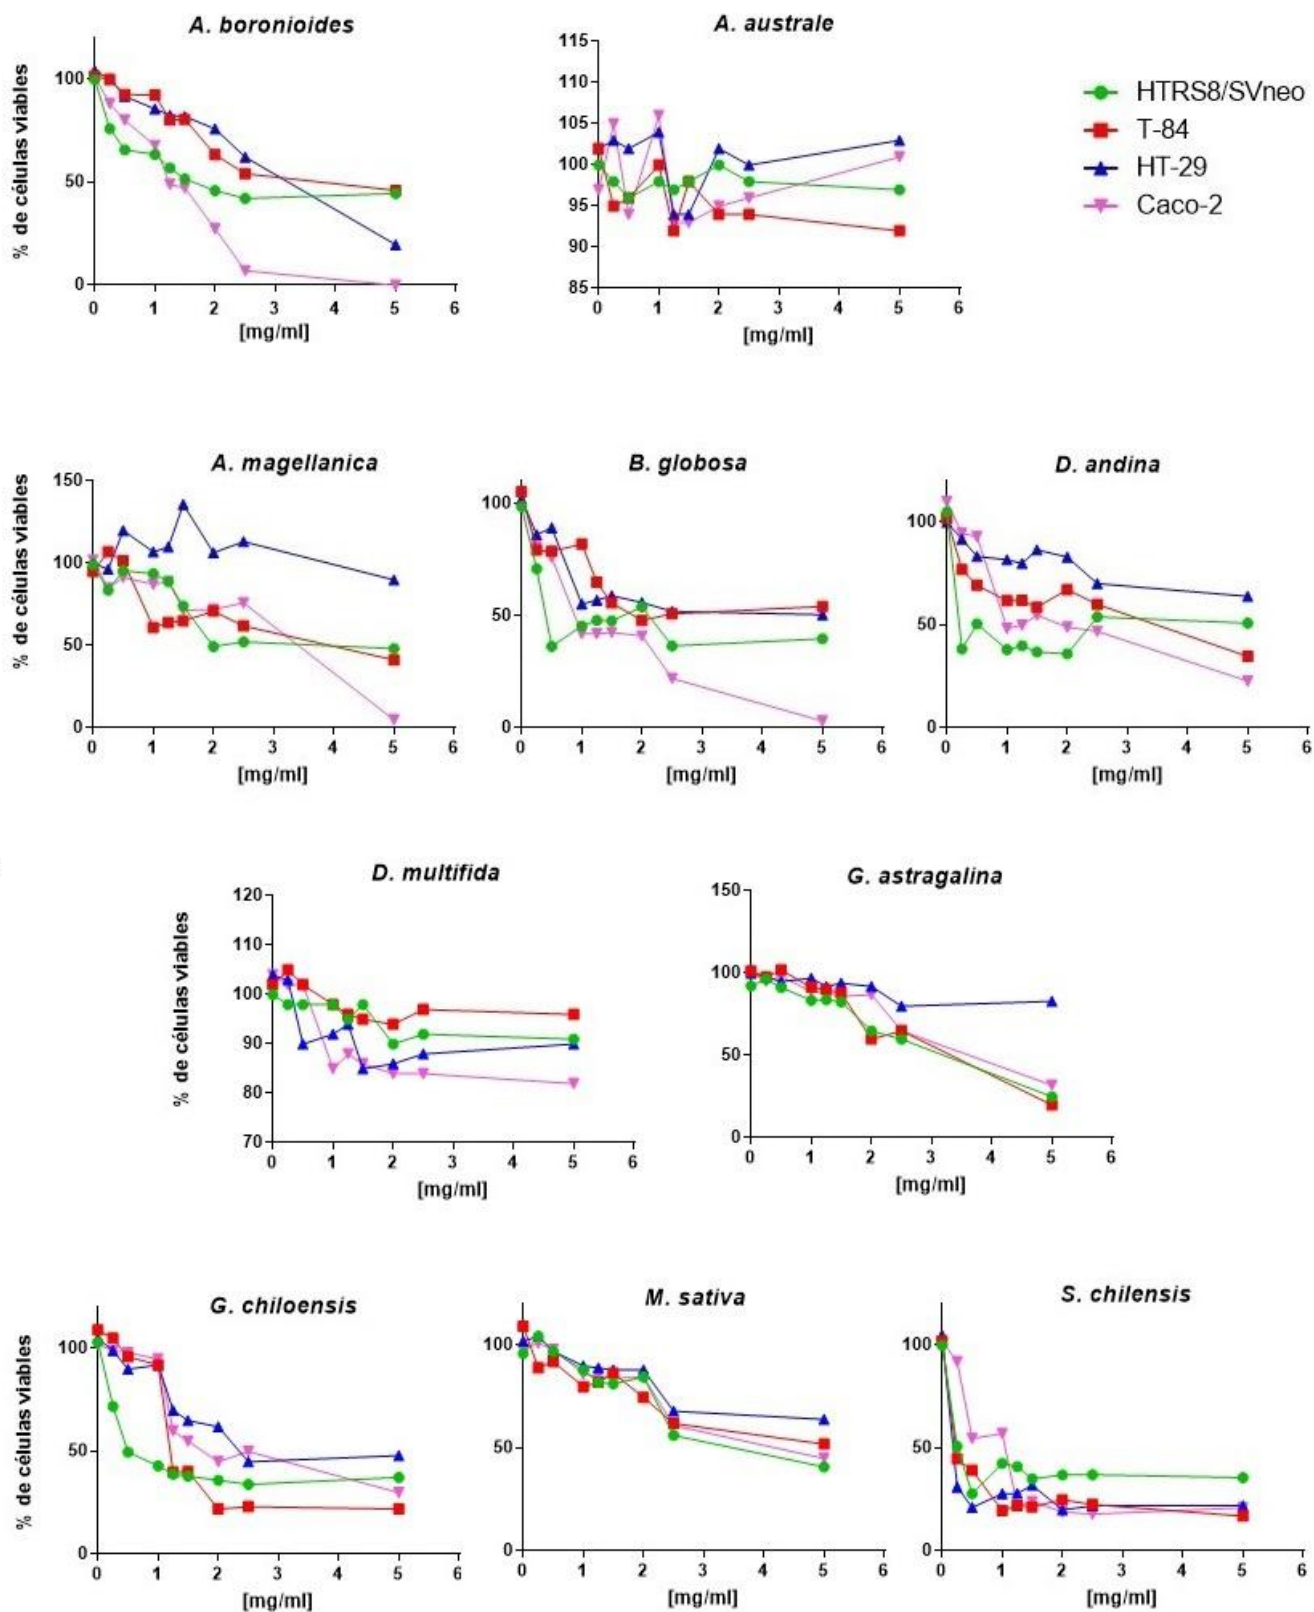 A. boronioides
% de células viables
100
50
0
0 1 2 3 4 5 6
[mg/ml]
A. australe
115
110
105
100
95
90
85
0 1 2 3 4 5 6
[mg/ml]
HTRS8/SVneo
T-84
HT-29
Caco-2
A. magellanica
% de células viables
150
100
50
0
0 1 2 3 4 5 6
[mg/ml]
B. globosa
100
50
0
0 1 2 3 4 5 6
[mg/ml]
D. andina
100
50
0
0 1 2 3 4 5 6
[mg/ml]
D. multifida
% de células viables
120
110
100
90
80
70
0 1 2 3 4 5 6
[mg/ml]
G. astragalina
150
100
50
0
0 1 2 3 4 5 6
[mg/ml]
G. chiloensis
% de células viables
100
50
0
0 1 2 3 4 5 6
[mg/ml]
M. sativa
100
50
0
0 1 2 3 4 5 6
[mg/ml]
S. chilensis
100
50
0
0 1 2 3 4 5 6
[mg/ml]